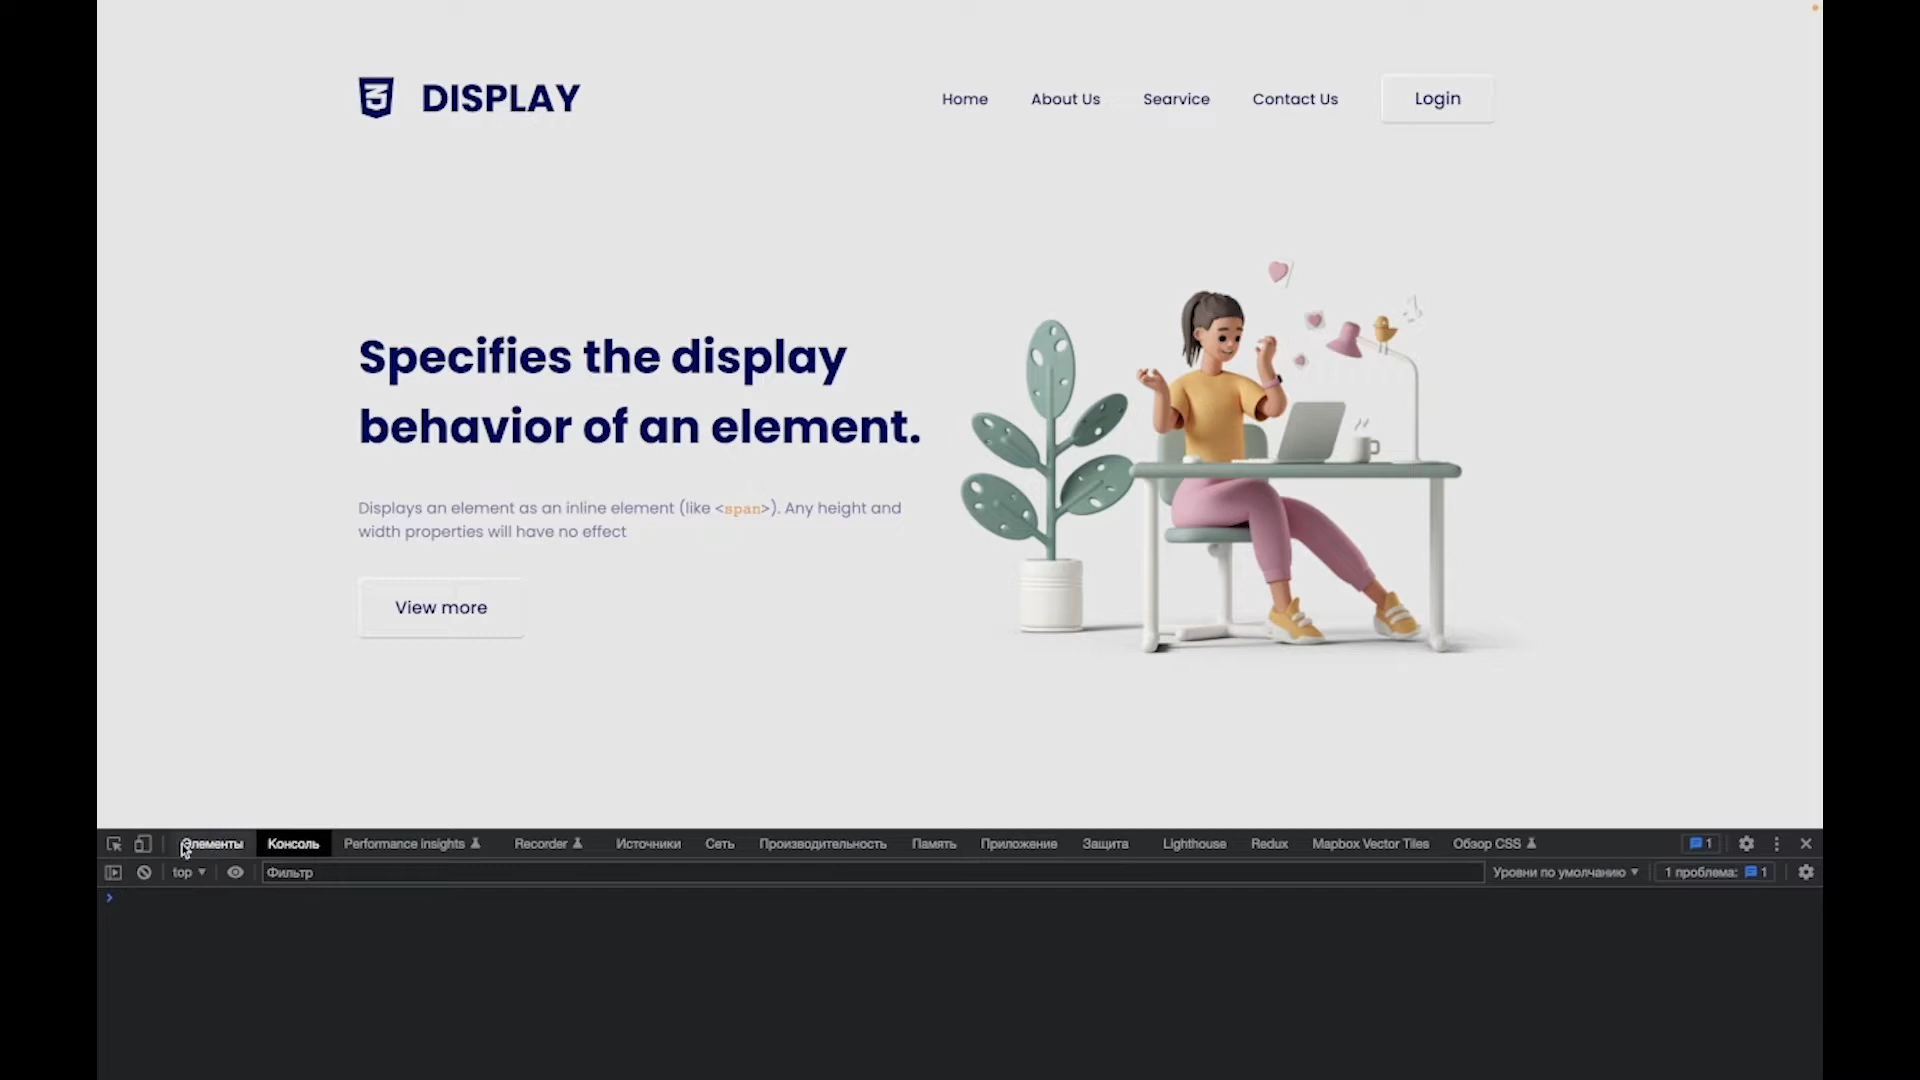 DISPLAY
Home
About Us
Searvice
Contact Us
Login
Specifies the display
behavior of an element.
Displays an element as an inline element (like <span>). Any height and
width properties will have no effect
View more
Элементы
Консоль
Performance insights
Recorder
Источники
Сеть
Производительность
Память
Приложение
Защита
Lighthouse
Redux
Mapbox Vector Tiles
Обзор CSS
1
top
Фильтр
Уровни по умолчанию
1 проблема: 1